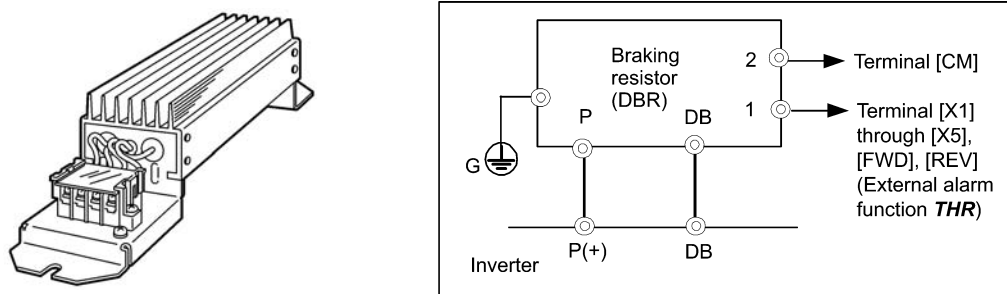 Braking
resistor
(DBR)
2
Terminal [CM]
1
Terminal [X1]
through [X5],
[FWD], [REV]
(External alarm
function THR)
P
DB
G
P(+)
DB
Inverter